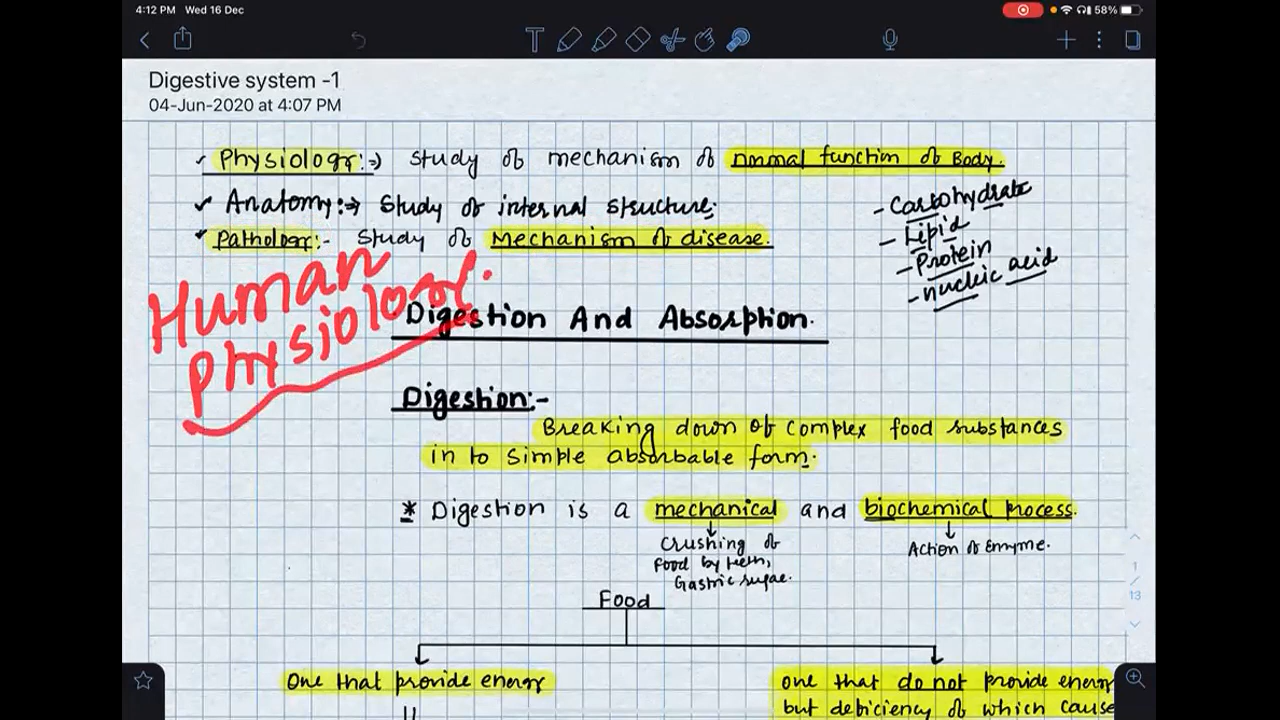 4:12 PM Wed 16 Dec
58%
Digestive system -1
04-Jun-2020 at 4:07 PM
Physiology:→ study of mechanism of normal function of Body.
Anatomy:→ Study of internal structure.
Pathology:- Study of Mechanism of disease.
- Carbohydrate
- Lipid
- Protein
- nucleic acid
Human
Physiology.
Digestion And Absorption.
Digestion:-
Breaking down of complex food substances
in to simple absorbable form.
* Digestion is a mechanical and biochemical process.
Crushing of
food by teeth,
Gastric rugae.
Action of Enzyme.
Food
One that provide energy
one that do not provide energy
but deficiency of which cause
1
/
13